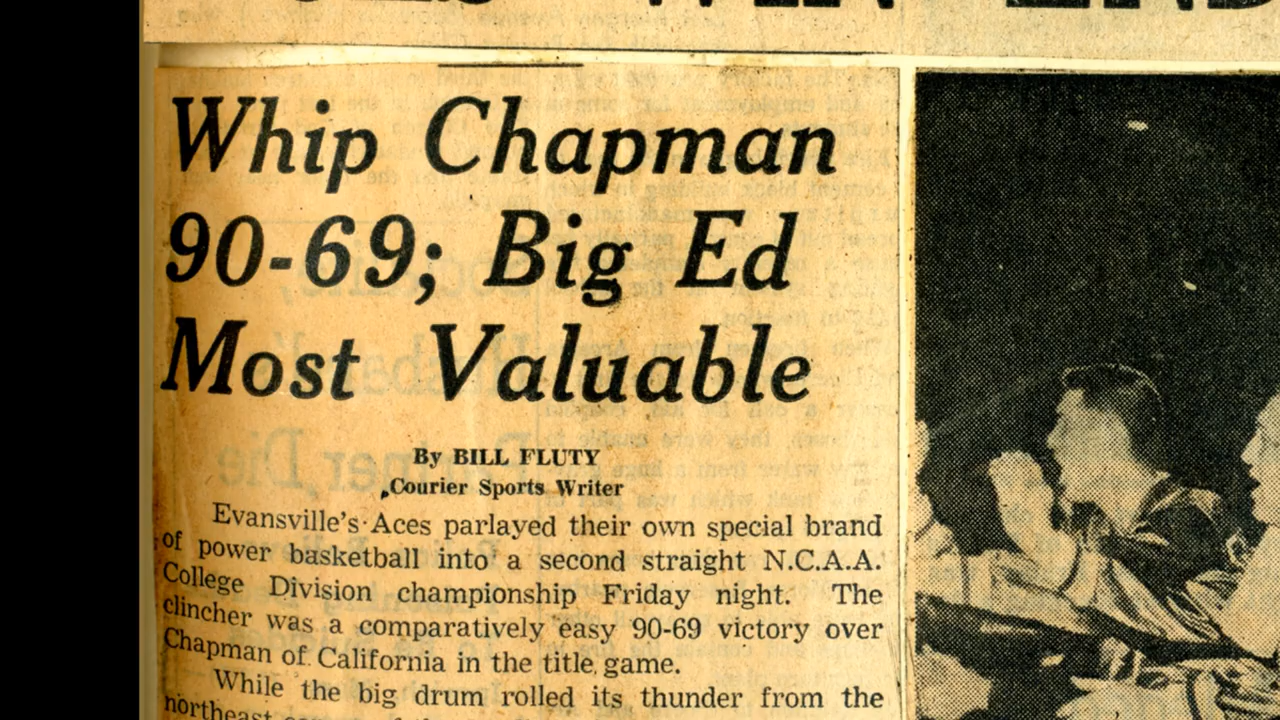 WIN END
Whip Chapman
90-69; Big Ed
Most Valuable
By BILL FLUTY
Courier Sports Writer
Evansville's Aces parlayed their own special brand
of power basketball into a second straight N.C.A.A.
College Division championship Friday night. The
clincher was a comparatively easy 90-69 victory over
Chapman of California in the title game.
While the big drum rolled its thunder from the
northeast